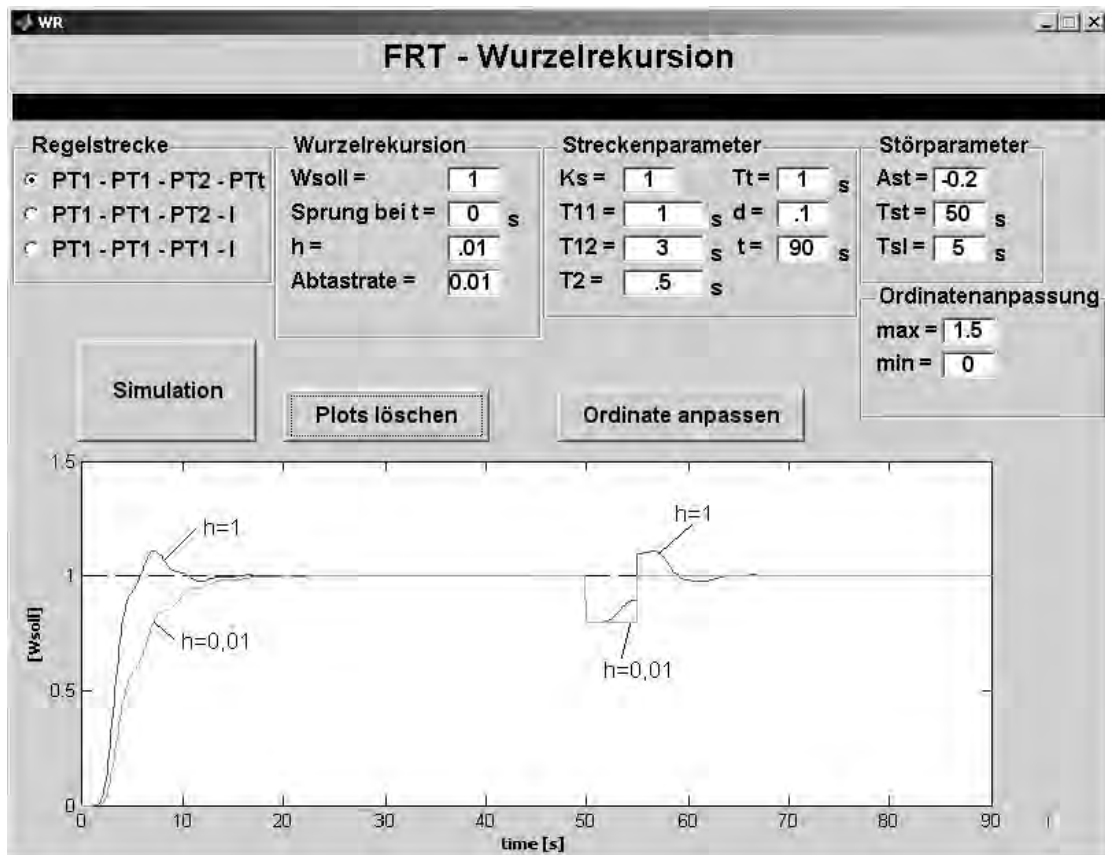 WR
FRT - Wurzelrekursion
Regelstrecke
PT1 - PT1 - PT2 - PTt
PT1 - PT1 - PT2 - I
PT1 - PT1 - PT1 - I
Wurzelrekursion
Wsoll = 1
Sprung bei t = 0 s
h = .01
Abtastrate = 0.01
Streckenparameter
Ks = 1 Tt = 1 s
T11 = 1 s d = .1
T12 = 3 s t = 90 s
T2 = .5 s
Störparameter
Ast = -0.2
Tst = 50 s
Tsl = 5 s
Ordinatenanpassung
max = 1.5
min = 0
Simulation
Plots löschen
Ordinate anpassen
1.5
1
0.5
0
[Wsoll]
h=1
h=0,01
h=1
h=0,01
0 10 20 30 40 50 60 70 80 90
time [s]